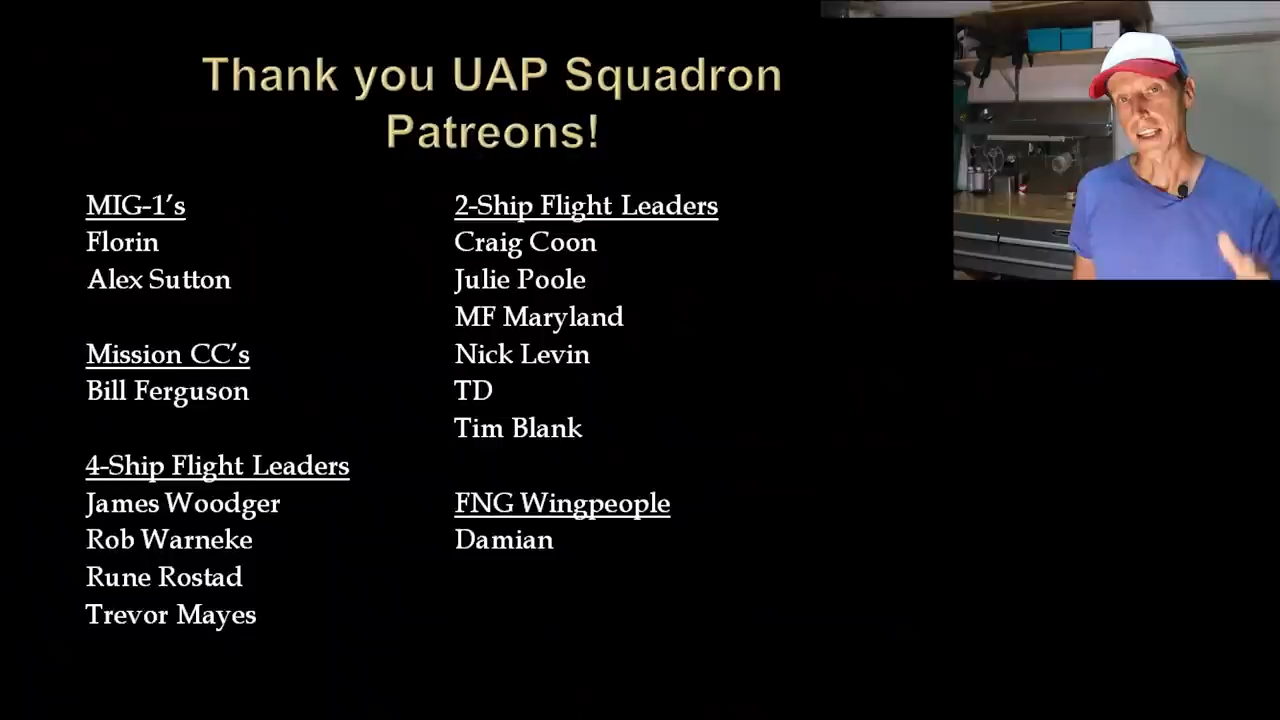 Thank you UAP Squadron
Patreons!
MIG-1's
Florin
Alex Sutton
Mission CC's
Bill Ferguson
4-Ship Flight Leaders
James Woodger
Rob Warneke
Rune Rostad
Trevor Mayes
2-Ship Flight Leaders
Craig Coon
Julie Poole
MF Maryland
Nick Levin
TD
Tim Blank
FNG Wingpeople
Damian